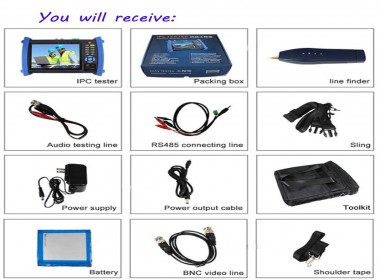 You will receive:
IPC tester
Packing box
line finder
Audio testing line
RS485 connecting line
Sling
Power supply
Power output cable
Toolkit
Battery
BNC video line
Shoulder tape